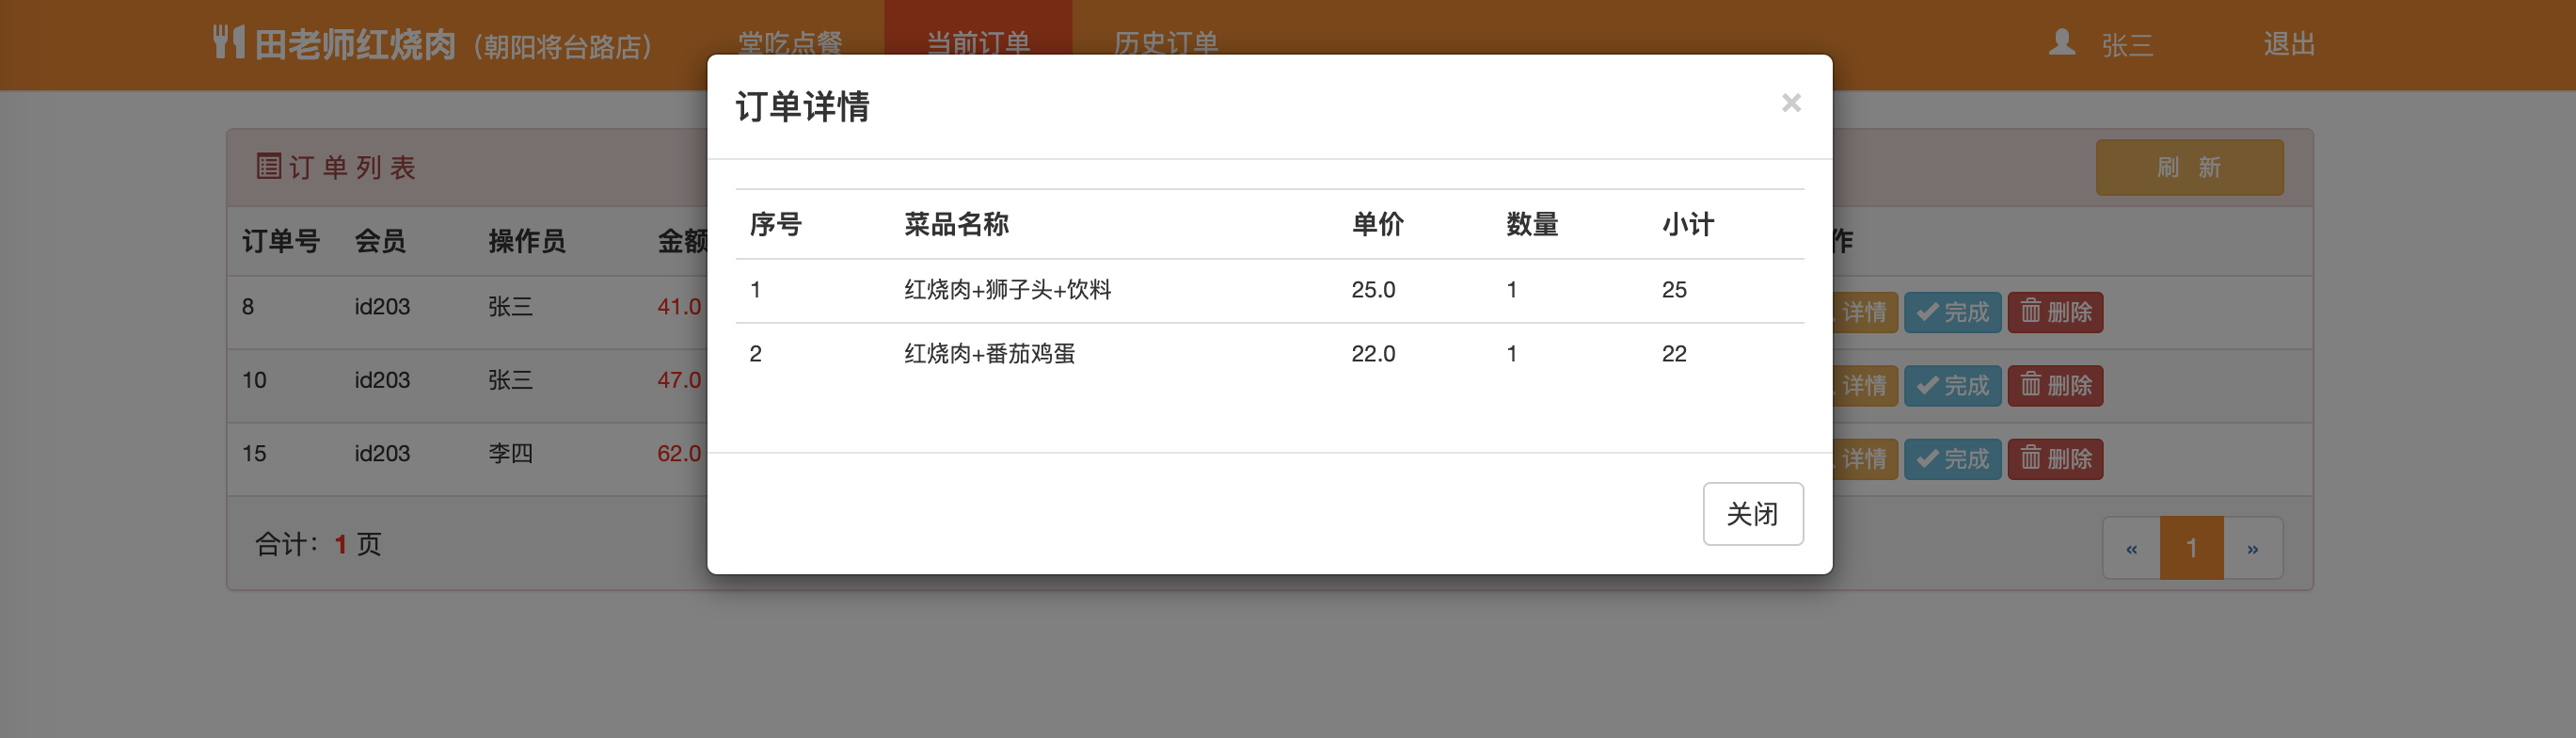 田老师红烧肉（朝阳将台路店） 堂吃点餐 当前订单 历史订单 张三 退出
订单详情 ×
订单列表 刷 新
序号 菜品名称 单价 数量 小计
订单号 会员 操作员 金额 作
1 红烧肉+狮子头+饮料 25.0 1 25
8 id203 张三 41.0 详情 完成 删除
2 红烧肉+番茄鸡蛋 22.0 1 22
10 id203 张三 47.0 详情 完成 删除
15 id203 李四 62.0 详情 完成 删除
关闭
合计：1 页 « 1 »